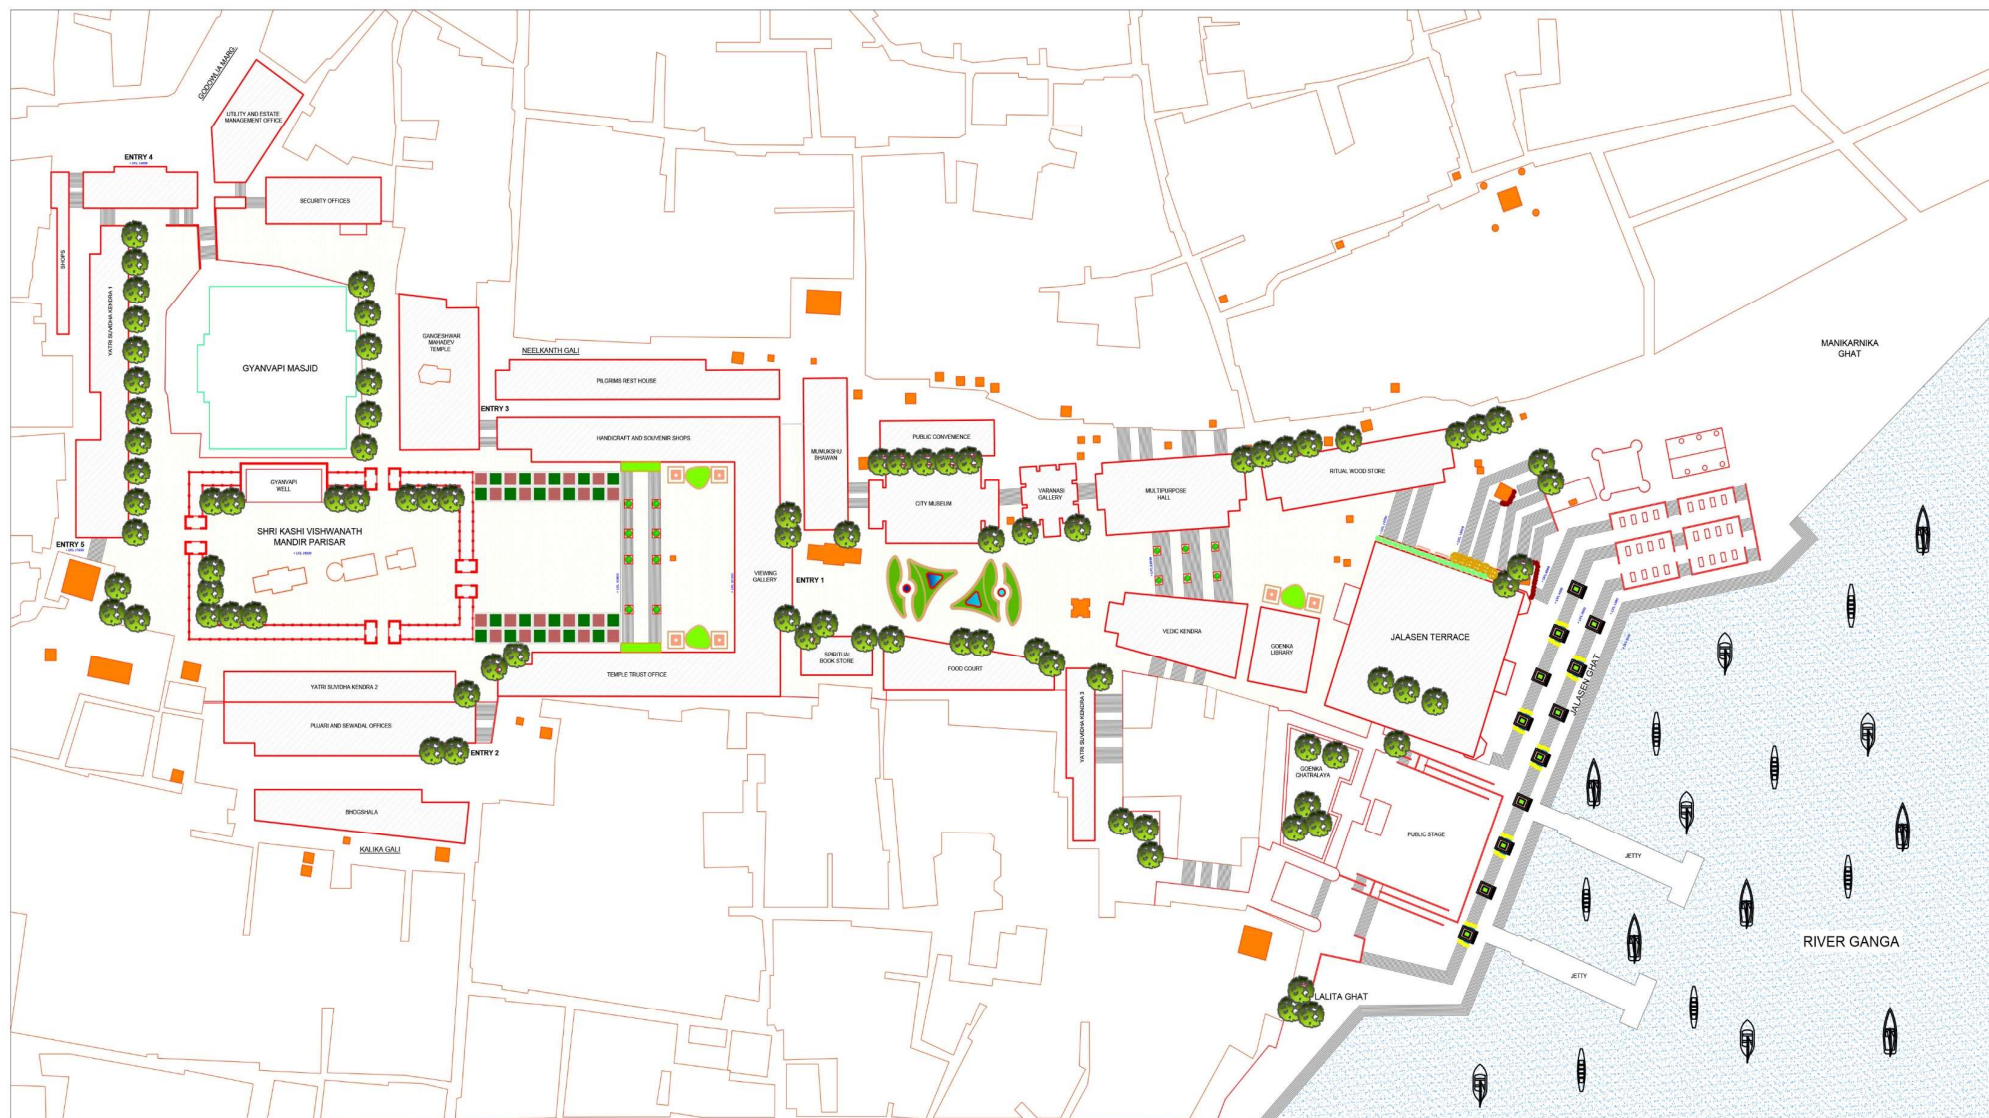 GODOWLIA MARG
UTILITY AND ESTATE
MANAGEMENT OFFICE
ENTRY 4
SECURITY OFFICES
SHOPS
YATRI SUVIDHA KENDRA 1
GYANVAPI MASJID
GANGESHWAR
MAHADEV
TEMPLE
NEELKANTH GALI
PILGRIMS REST HOUSE
ENTRY 3
HANDICRAFT AND SOUVENIR SHOPS
MUMUKSHU
BHAWAN
PUBLIC CONVENIENCE
CITY MUSEUM
VARANASI
GALLERY
MULTIPURPOSE
HALL
RITUAL WOOD STORE
MANIKARNIKA
GHAT
GYANVAPI
WELL
SHRI KASHI VISHWANATH
MANDIR PARISAR
ENTRY 5
VIEWING
GALLERY
ENTRY 1
VEDIC KENDRA
GOENKA
LIBRARY
JALASEN TERRACE
JALASEN GHAT
SPIRITUAL
BOOK STORE
FOOD COURT
TEMPLE TRUST OFFICE
YATRI SUVIDHA KENDRA 2
PUJARI AND SEWADAL OFFICES
ENTRY 2
YATRI SUVIDHA KENDRA 3
GOENKA
CHATRALAYA
PUBLIC STAGE
BHOGSHALA
KALIKA GALI
JETTY
JETTY
RIVER GANGA
LALITA GHAT